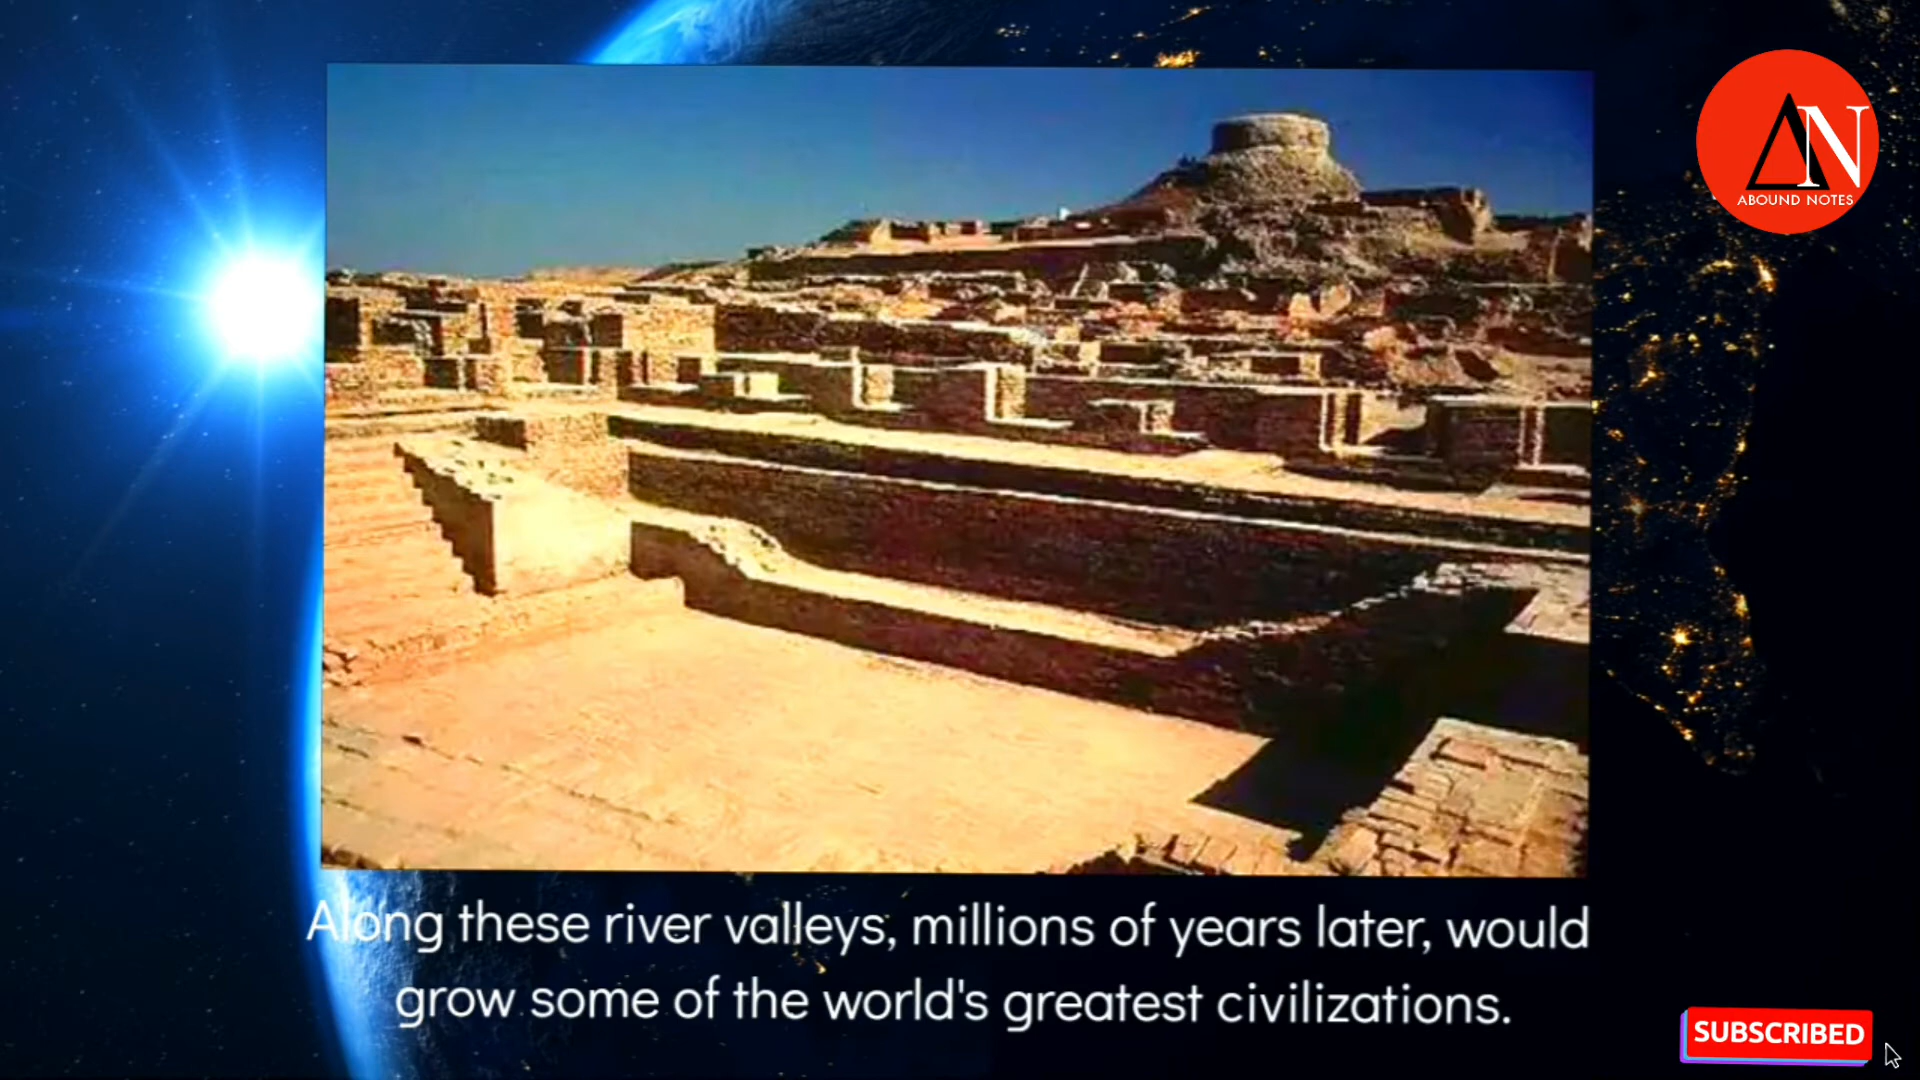 AN
ABOUND NOTES
Along these river valleys, millions of years later, would
grow some of the world's greatest civilizations.
SUBSCRIBED